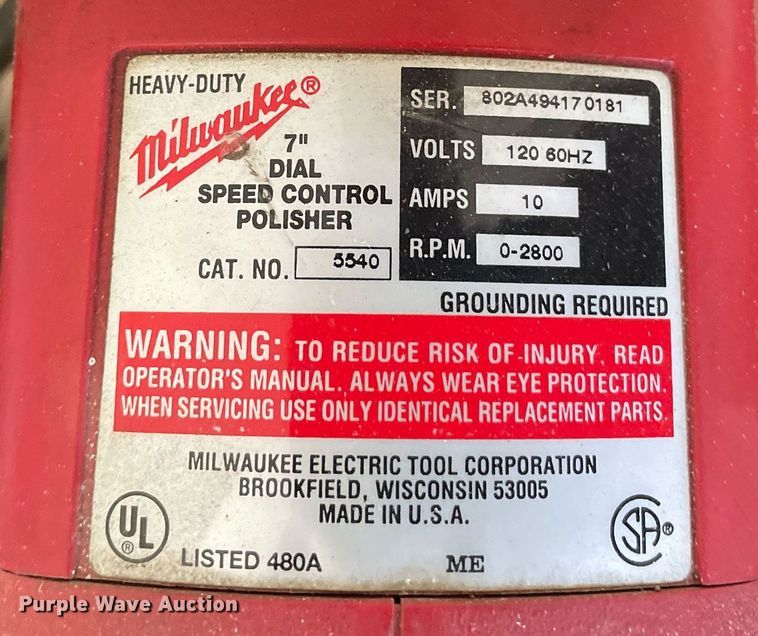 HEAVY-DUTY
Milwaukee®
7"
DIAL
SPEED CONTROL
POLISHER
CAT. NO. 5540
SER. 802A494170181
VOLTS 120 60HZ
AMPS 10
R.P.M. 0-2800
GROUNDING REQUIRED
WARNING: TO REDUCE RISK OF INJURY, READ
OPERATOR'S MANUAL. ALWAYS WEAR EYE PROTECTION.
WHEN SERVICING USE ONLY IDENTICAL REPLACEMENT PARTS.
MILWAUKEE ELECTRIC TOOL CORPORATION
BROOKFIELD, WISCONSIN 53005
MADE IN U.S.A.
UL®
LISTED 480A
ME
CSA®
Purple Wave Auction